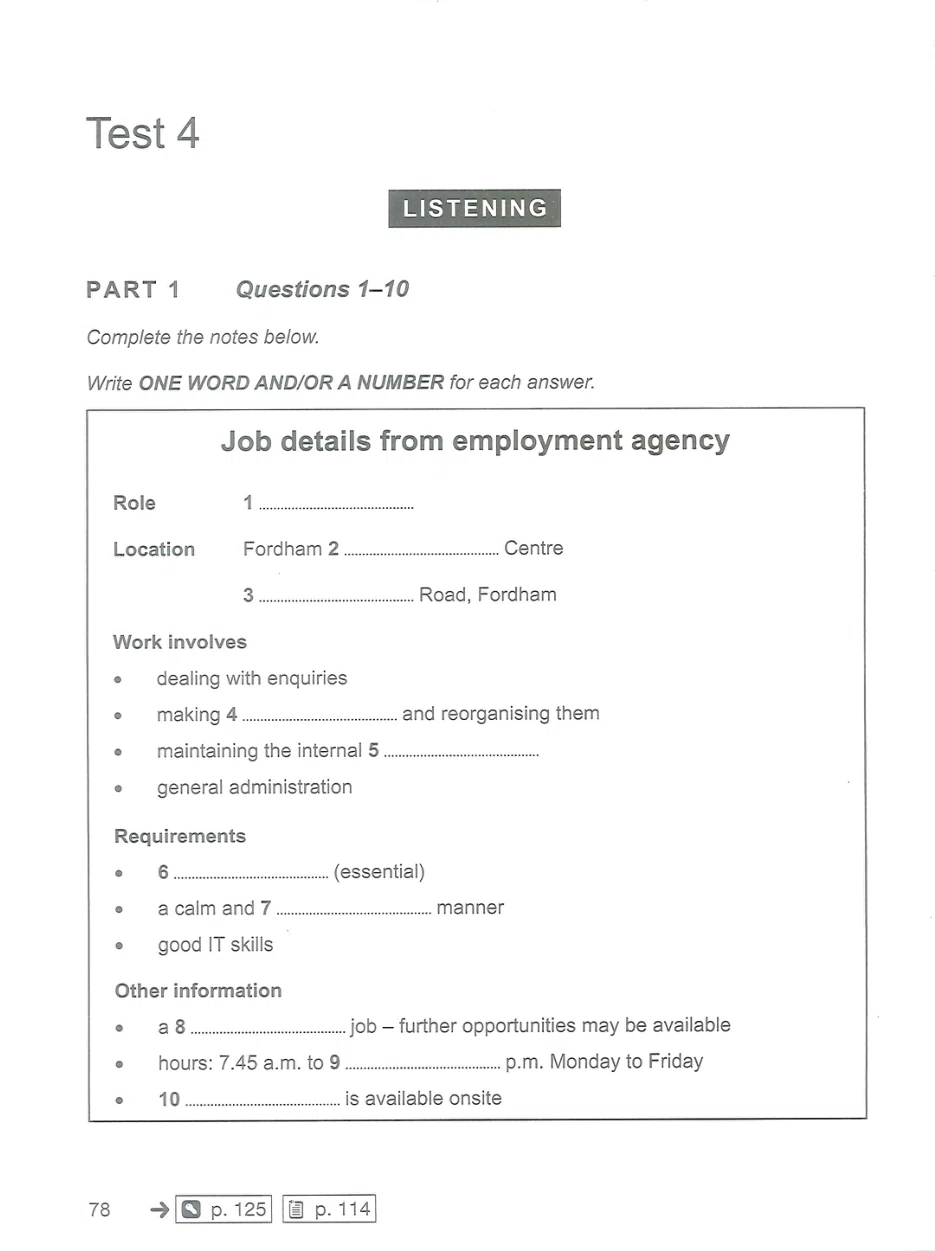 Test 4
LISTENING
PART 1 Questions 1–10
Complete the notes below.
Write ONE WORD AND/OR A NUMBER for each answer.
Job details from employment agency
Role 1 ..........................................
Location Fordham 2 .......................................... Centre
3 .......................................... Road, Fordham
Work involves
• dealing with enquiries
• making 4 .......................................... and reorganising them
• maintaining the internal 5 ..........................................
• general administration
Requirements
• 6 .......................................... (essential)
• a calm and 7 .......................................... manner
• good IT skills
Other information
• a 8 .......................................... job – further opportunities may be available
• hours: 7.45 a.m. to 9 .......................................... p.m. Monday to Friday
• 10 .......................................... is available onsite
78 → p. 125 p. 114